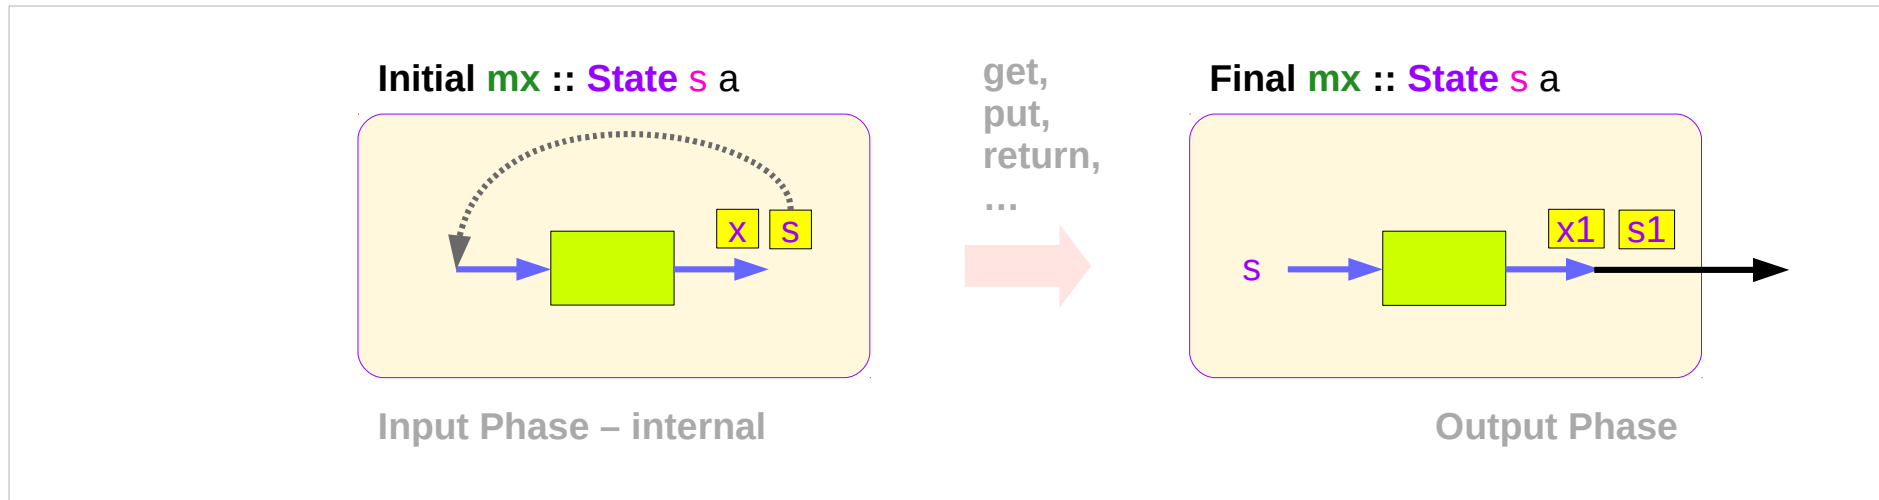 Initial mx :: State s a
get,
put,
return,
…
Final mx :: State s a
x s
x1 s1
s
Input Phase – internal
Output Phase